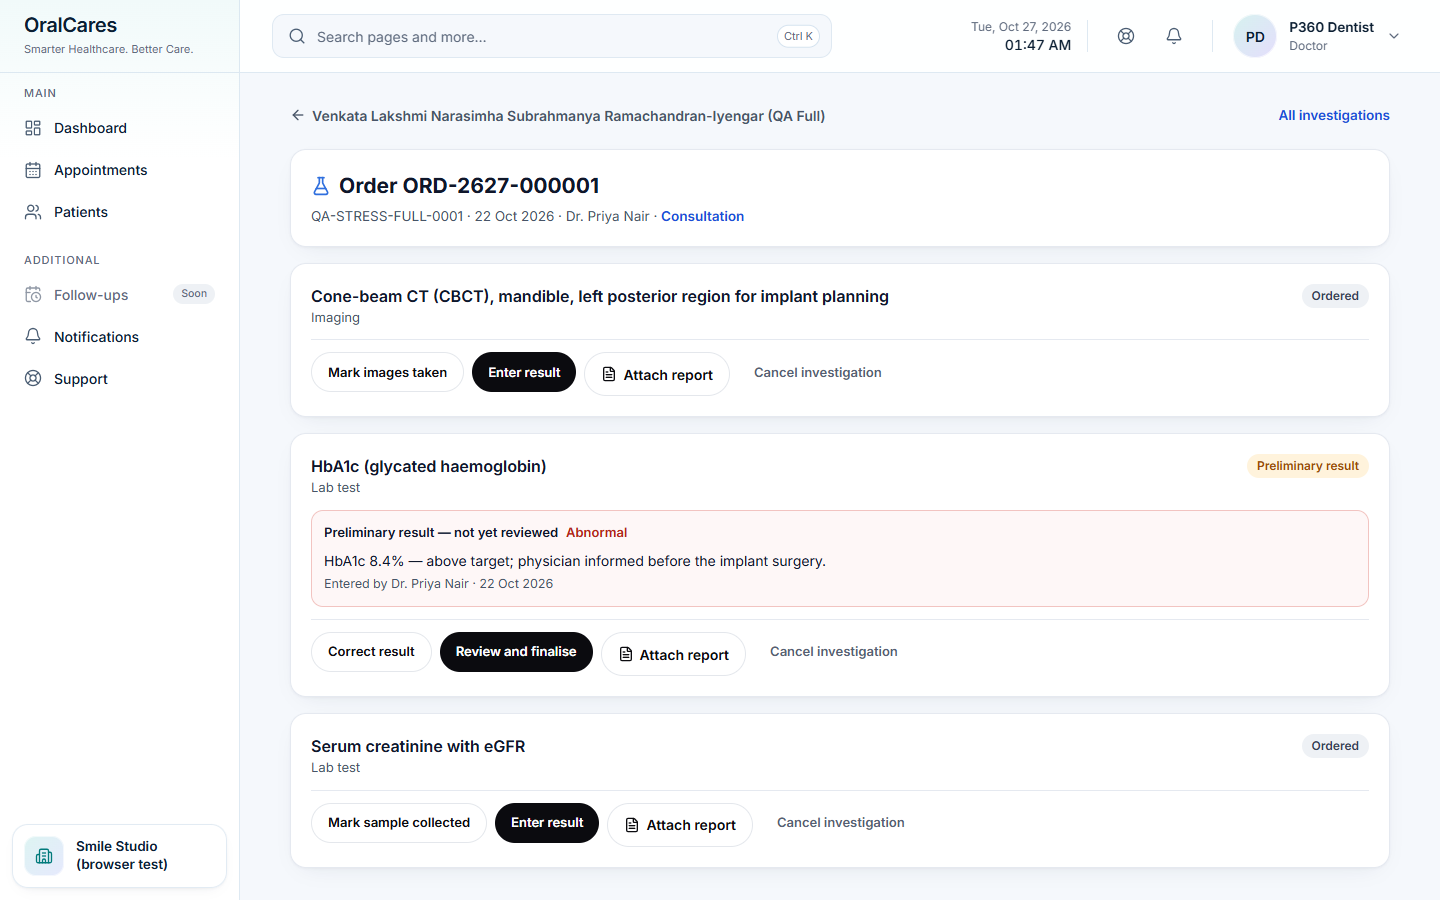 OralCares
Smarter Healthcare. Better Care.
Search pages and more...
Ctrl K
Tue, Oct 27, 2026
01:47 AM
PD
P360 Dentist
Doctor
MAIN
Dashboard
Appointments
Patients
ADDITIONAL
Follow-ups
Soon
Notifications
Support
Smile Studio
(browser test)
Venkata Lakshmi Narasimha Subrahmanya Ramachandran-Iyengar (QA Full)
All investigations
Order ORD-2627-000001
QA-STRESS-FULL-0001 · 22 Oct 2026 · Dr. Priya Nair · Consultation
Cone-beam CT (CBCT), mandible, left posterior region for implant planning
Ordered
Imaging
Mark images taken
Enter result
Attach report
Cancel investigation
HbA1c (glycated haemoglobin)
Preliminary result
Lab test
Preliminary result — not yet reviewed Abnormal
HbA1c 8.4% — above target; physician informed before the implant surgery.
Entered by Dr. Priya Nair · 22 Oct 2026
Correct result
Review and finalise
Attach report
Cancel investigation
Serum creatinine with eGFR
Ordered
Lab test
Mark sample collected
Enter result
Attach report
Cancel investigation